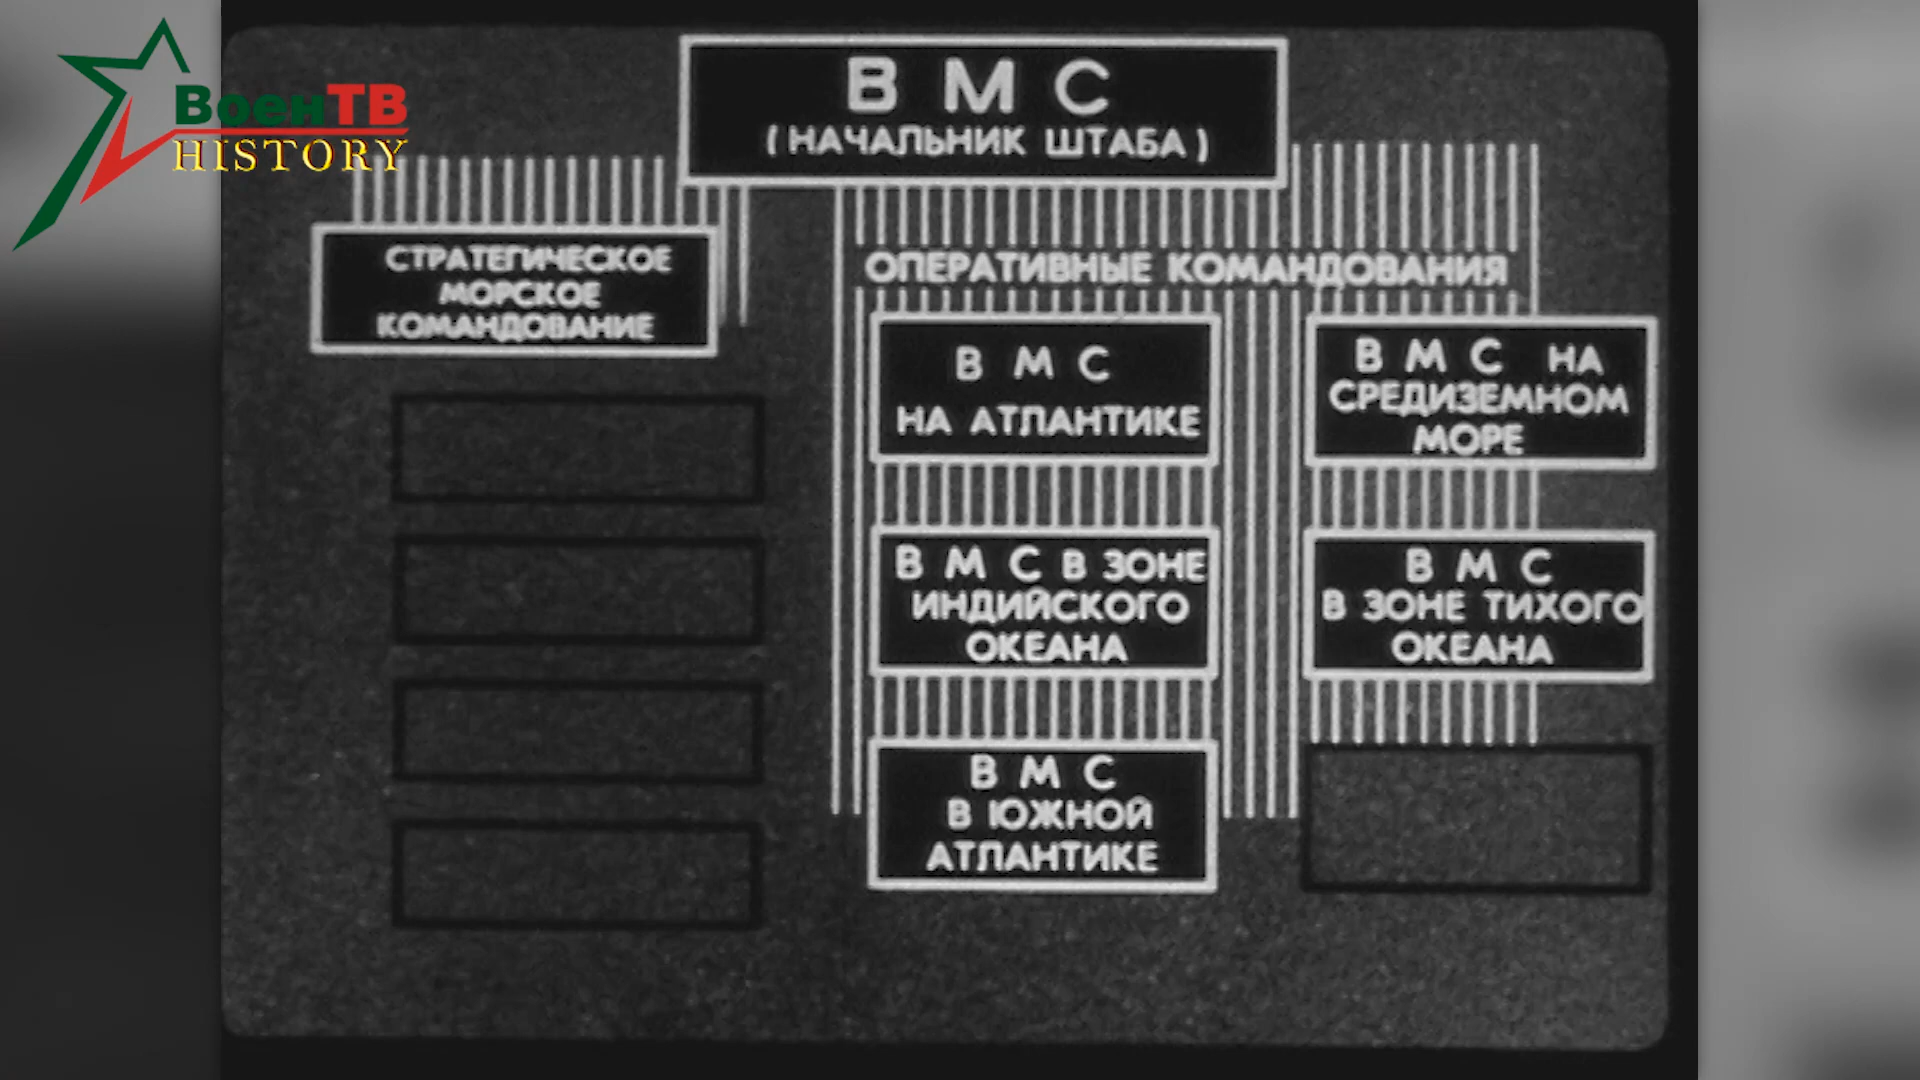 ВоенТВ
HISTORY
В М С
(НАЧАЛЬНИК ШТАБА)
СТРАТЕГИЧЕСКОЕ
МОРСКОЕ
КОМАНДОВАНИЕ
ОПЕРАТИВНЫЕ КОМАНДОВАНИЯ
В М С
НА АТЛАНТИКЕ
В М С НА
СРЕДИЗЕМНОМ
МОРЕ
В М С В ЗОНЕ
ИНДИЙСКОГО
ОКЕАНА
В М С
В ЗОНЕ ТИХОГО
ОКЕАНА
В М С
В ЮЖНОЙ
АТЛАНТИКЕ